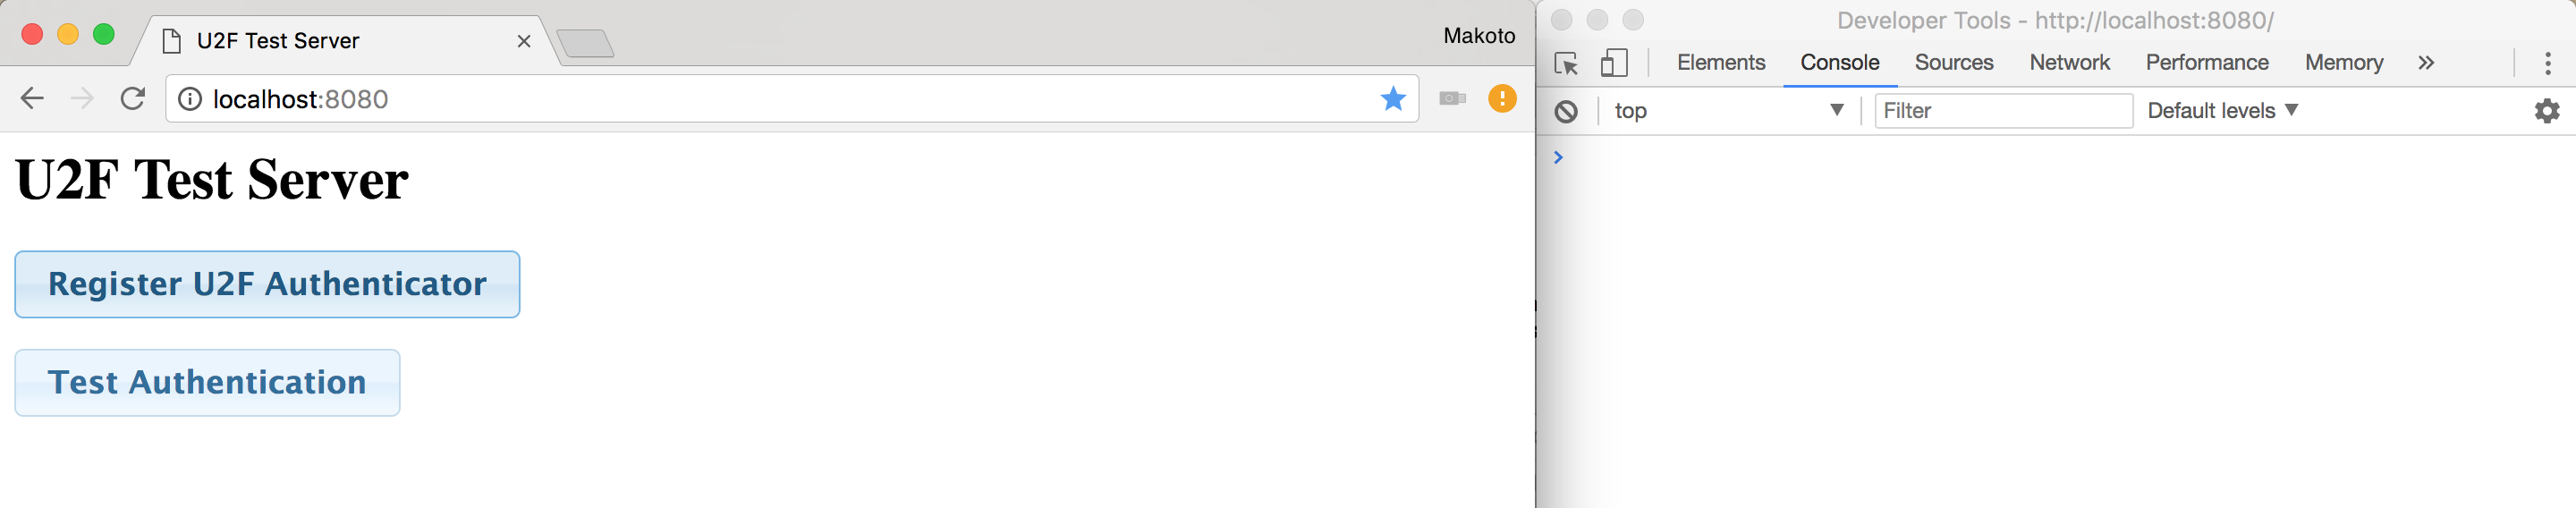 U2F Test Server
Makoto
localhost:8080
U2F Test Server
Register U2F Authenticator
Test Authentication
Developer Tools - http://localhost:8080/
Elements Console Sources Network Performance Memory
top Filter Default levels